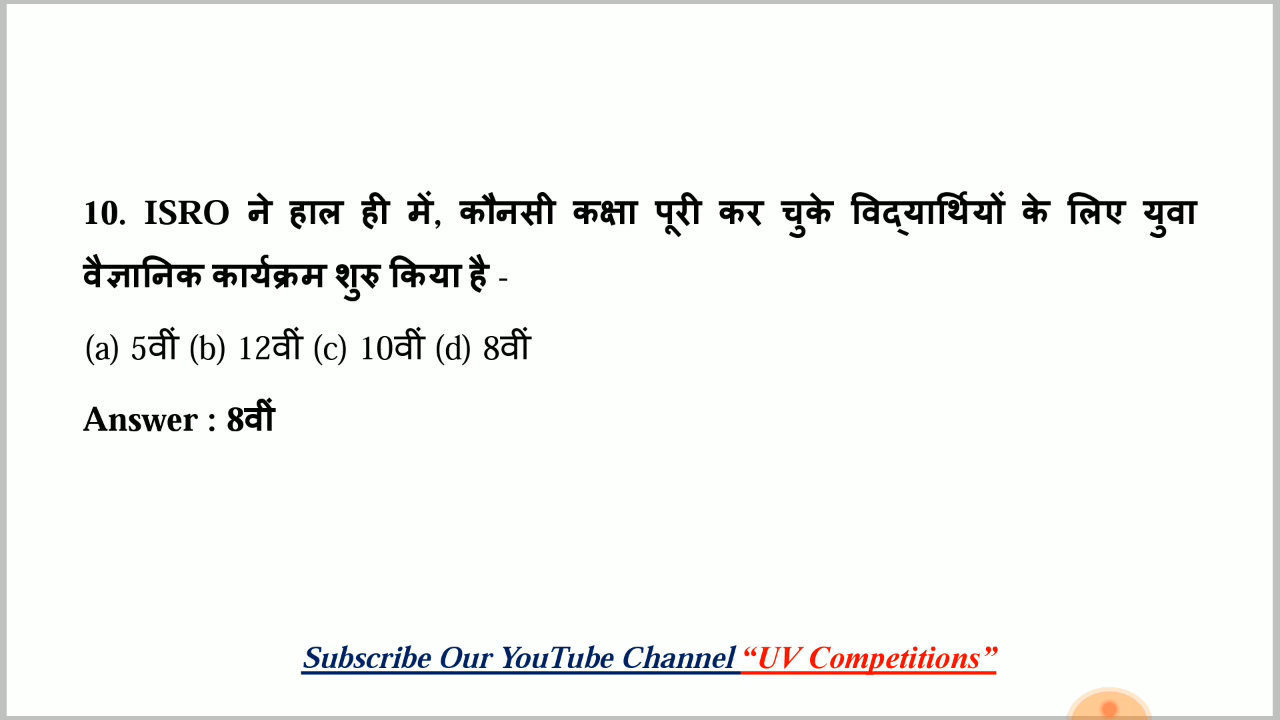 10. ISRO ने हाल ही में, कौनसी कक्षा पूरी कर चुके विद्यार्थियों के लिए युवा
वैज्ञानिक कार्यक्रम शुरु किया है -
(a) 5वीं (b) 12वीं (c) 10वीं (d) 8वीं
Answer : 8वीं
Subscribe Our YouTube Channel “UV Competitions”